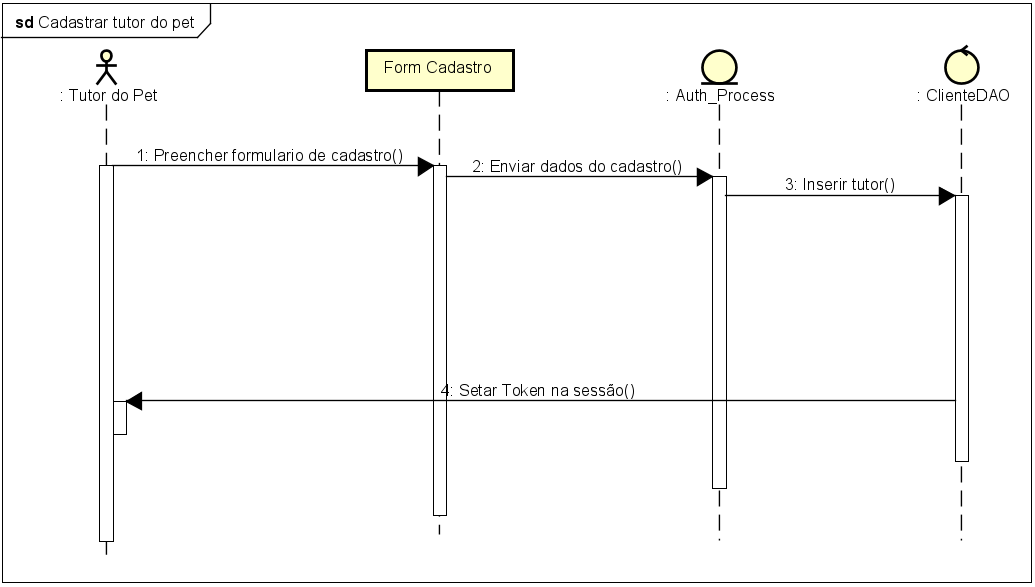 sd Cadastrar tutor do pet
: Tutor do Pet
Form Cadastro
: Auth_Process
: ClienteDAO
1: Preencher formulario de cadastro()
2: Enviar dados do cadastro()
3: Inserir tutor()
4: Setar Token na sessão()